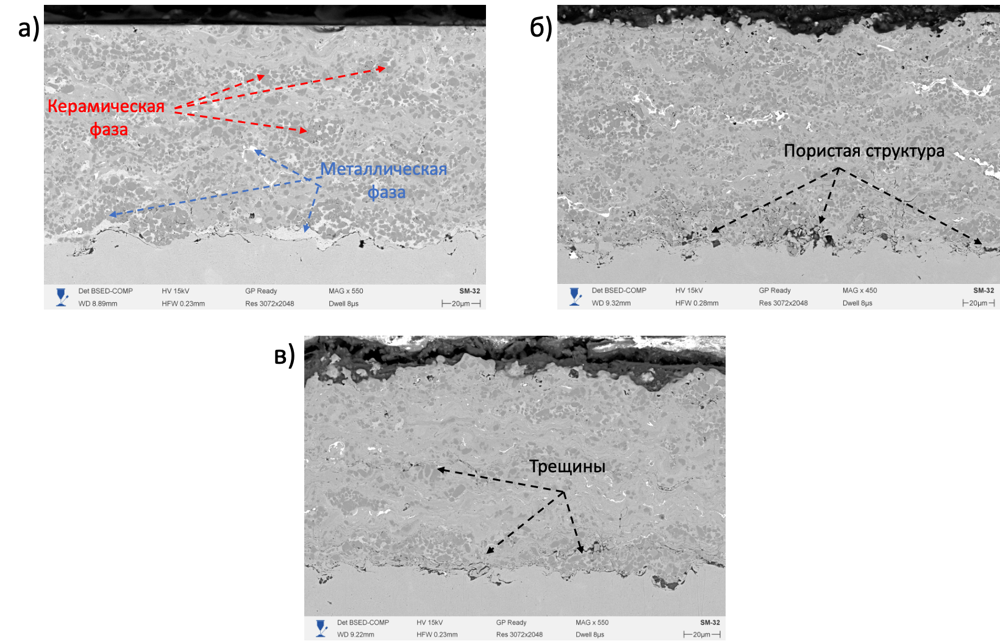 а)
Керамическая
фаза
Металлическая
фаза
Det BSED-COMP HV 15kV GP Ready MAG x 550 SM-32
WD 8.89mm HFW 0.23mm Res 3072x2048 Dwell 8µs 20µm
б)
Пористая структура
Det BSED-COMP HV 15kV GP Ready MAG x 450 SM-32
WD 9.32mm HFW 0.28mm Res 3072x2048 Dwell 8µs 20µm
в)
Трещины
Det BSED-COMP HV 15kV GP Ready MAG x 550 SM-32
WD 9.22mm HFW 0.23mm Res 3072x2048 Dwell 8µs 20µm